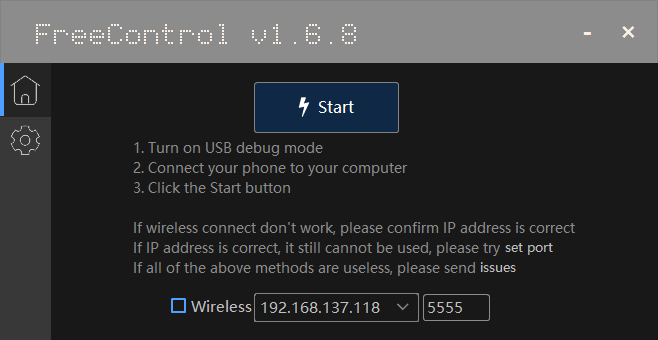 FreeControl v1.6.8
Start
1. Turn on USB debug mode
2. Connect your phone to your computer
3. Click the Start button
If wireless connect don't work, please confirm IP address is correct
If IP address is correct, it still cannot be used, please try set port
If all of the above methods are useless, please send issues
Wireless 192.168.137.118 5555